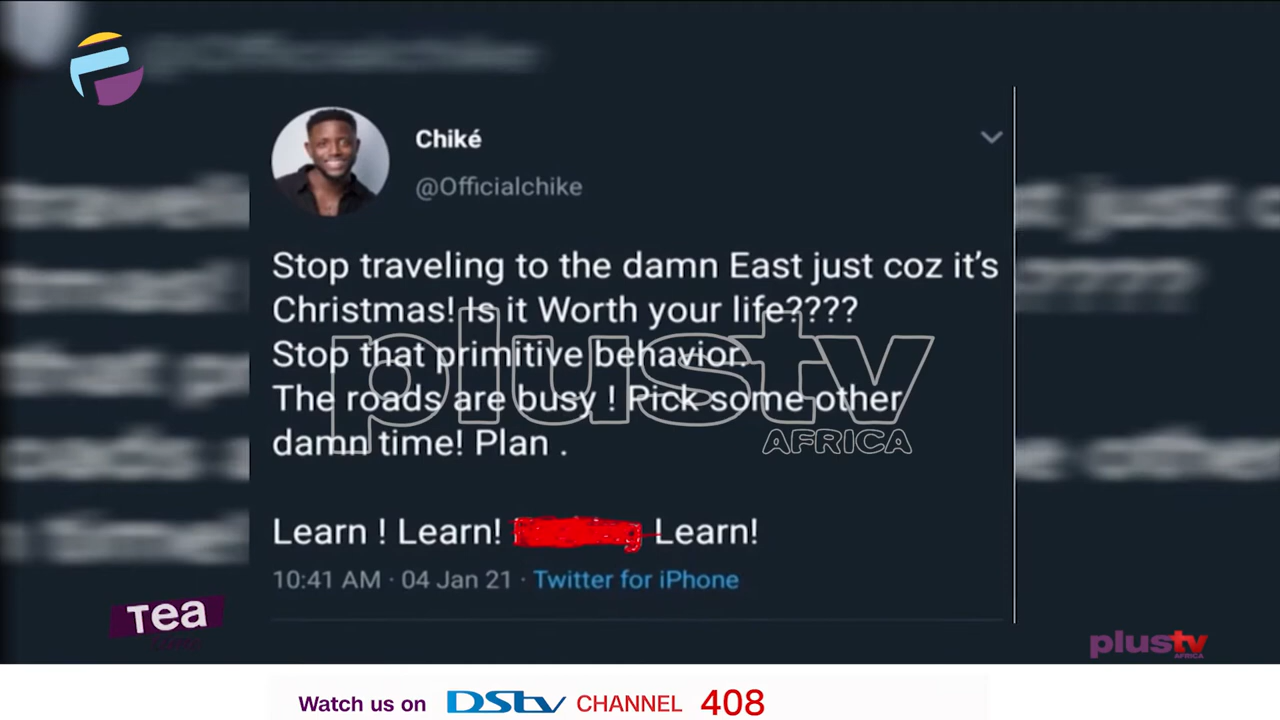 Chiké
@Officialchike
Stop traveling to the damn East just coz it's
Christmas! Is it Worth your life????
Stop that primitive behavior.
The roads are busy ! Pick some other
damn time! Plan .
Learn ! Learn! Learn!
10:41 AM · 04 Jan 21 · Twitter for iPhone
plustv
AFRICA
Tea
plustv
AFRICA
Watch us on DStv CHANNEL 408